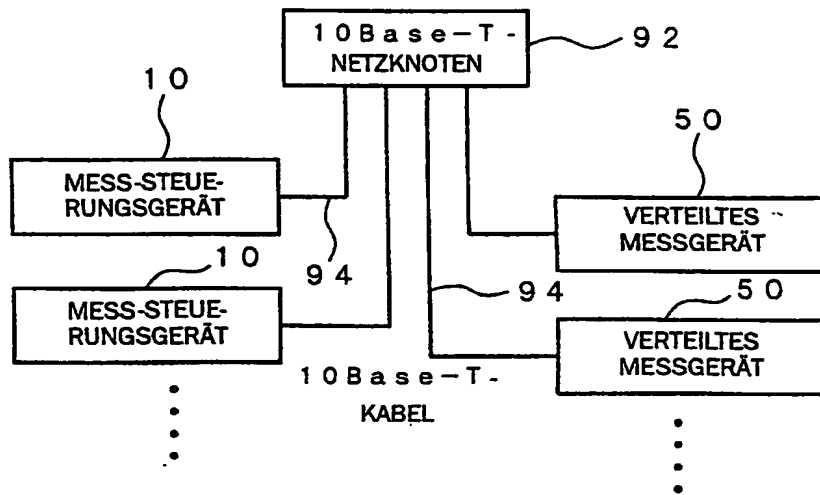 10Base-T-
NETZKNOTEN
92
10
50
MESS-STEUE-
RUNGSGERÄT
VERTEILTES
MESSGERÄT
94
10
94
50
MESS-STEUE-
RUNGSGERÄT
VERTEILTES
MESSGERÄT
10Base-T-
KABEL